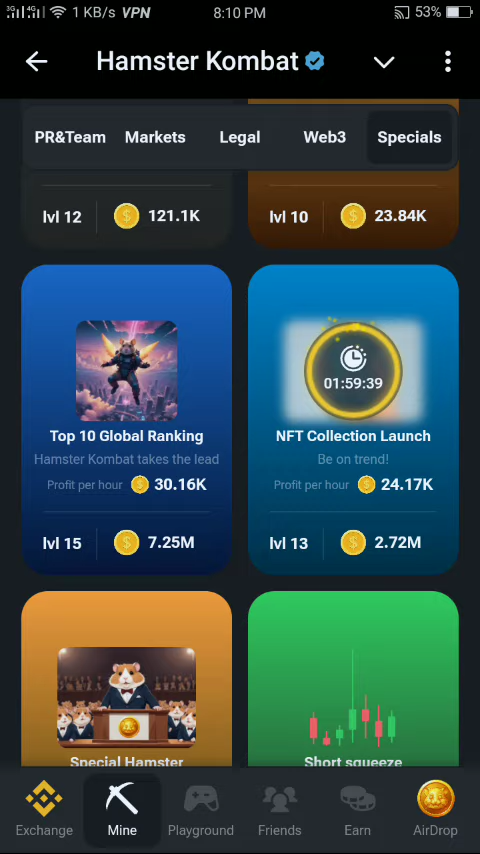 3G 4G 1 KB/s VPN 8:10 PM 53%
Hamster Kombat
PR&Team Markets Legal Web3 Specials
lvl 12 121.1K
lvl 10 23.84K
01:59:39
Top 10 Global Ranking
Hamster Kombat takes the lead
Profit per hour 30.16K
lvl 15 7.25M
NFT Collection Launch
Be on trend!
Profit per hour 24.17K
lvl 13 2.72M
Special Hamster
Short squeeze
Exchange Mine Playground Friends Earn AirDrop